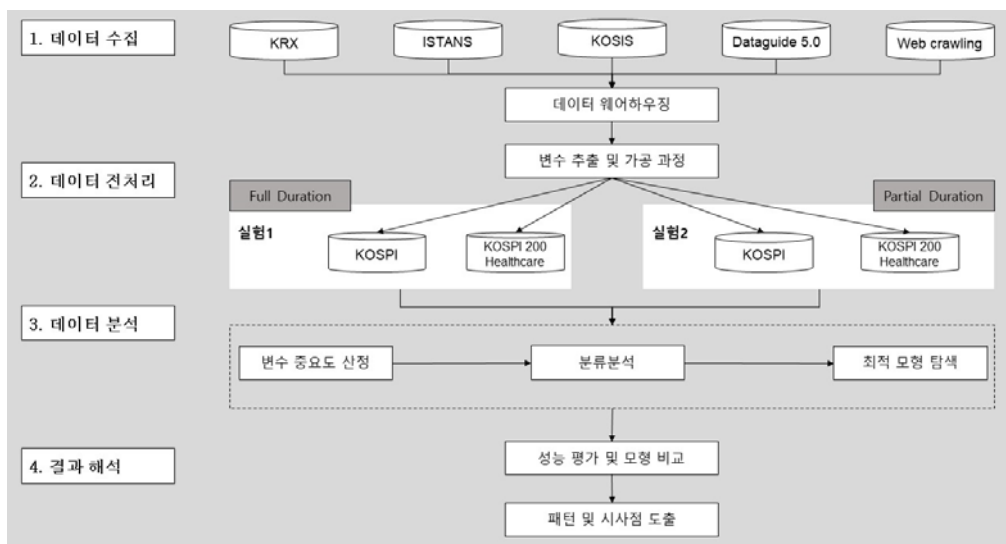 1. 데이터 수집
KRX
ISTANS
KOSIS
Dataguide 5.0
Web crawling
데이터 웨어하우징
2. 데이터 전처리
변수 추출 및 가공 과정
Full Duration
Partial Duration
실험1
KOSPI
KOSPI 200
Healthcare
실험2
KOSPI
KOSPI 200
Healthcare
3. 데이터 분석
변수 중요도 산정
분류분석
최적 모형 탐색
4. 결과 해석
성능 평가 및 모형 비교
패턴 및 시사점 도출